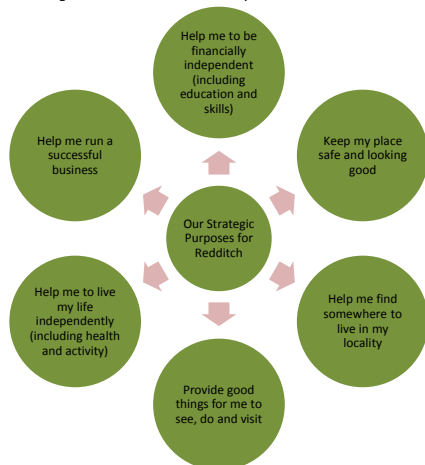 Help me to be
financially
independent
(including
education and
skills)
Help me run a
successful
business
Keep my place
safe and looking
good
Our Strategic
Purposes for
Redditch
Help me to live
my life
independently
(including health
and activity)
Help me find
somewhere to
live in my
locality
Provide good
things for me to
see, do and visit